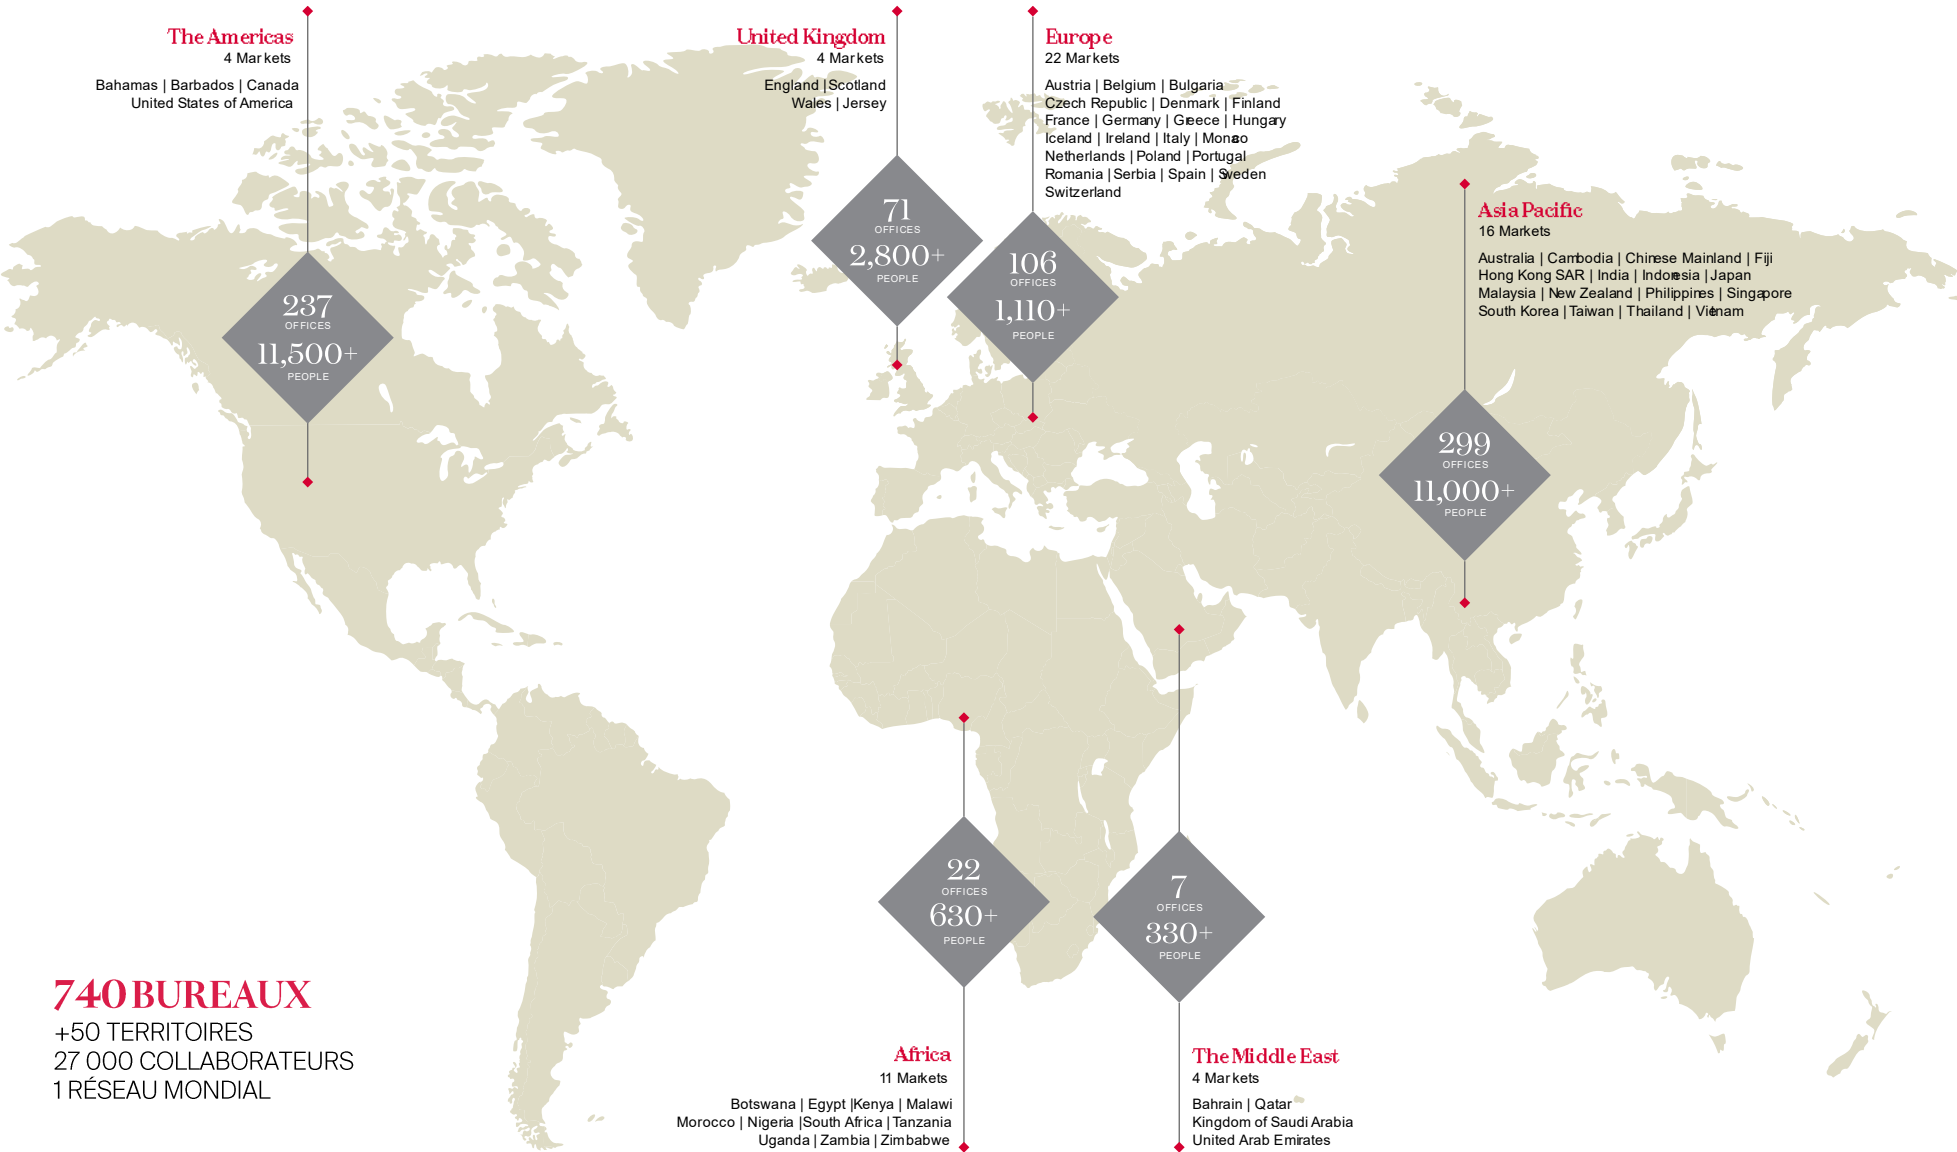 The Americas
4 Markets
Bahamas | Barbados | Canada
United States of America
237
OFFICES
11,500+
PEOPLE
United Kingdom
4 Markets
England | Scotland
Wales | Jersey
71
OFFICES
2,800+
PEOPLE
Europe
22 Markets
Austria | Belgium | Bulgaria
Czech Republic | Denmark | Finland
France | Germany | Greece | Hungary
Iceland | Ireland | Italy | Monaco
Netherlands | Poland | Portugal
Romania | Serbia | Spain | Sweden
Switzerland
106
OFFICES
1,110+
PEOPLE
Asia Pacific
16 Markets
Australia | Cambodia | Chinese Mainland | Fiji
Hong Kong SAR | India | Indonesia | Japan
Malaysia | New Zealand | Philippines | Singapore
South Korea | Taiwan | Thailand | Vietnam
299
OFFICES
11,000+
PEOPLE
22
OFFICES
630+
PEOPLE
Africa
11 Markets
Botswana | Egypt | Kenya | Malawi
Morocco | Nigeria | South Africa | Tanzania
Uganda | Zambia | Zimbabwe
7
OFFICES
330+
PEOPLE
The Middle East
4 Markets
Bahrain | Qatar
Kingdom of Saudi Arabia
United Arab Emirates
740 BUREAUX
+50 TERRITOIRES
27 000 COLLABORATEURS
1 RÉSEAU MONDIAL